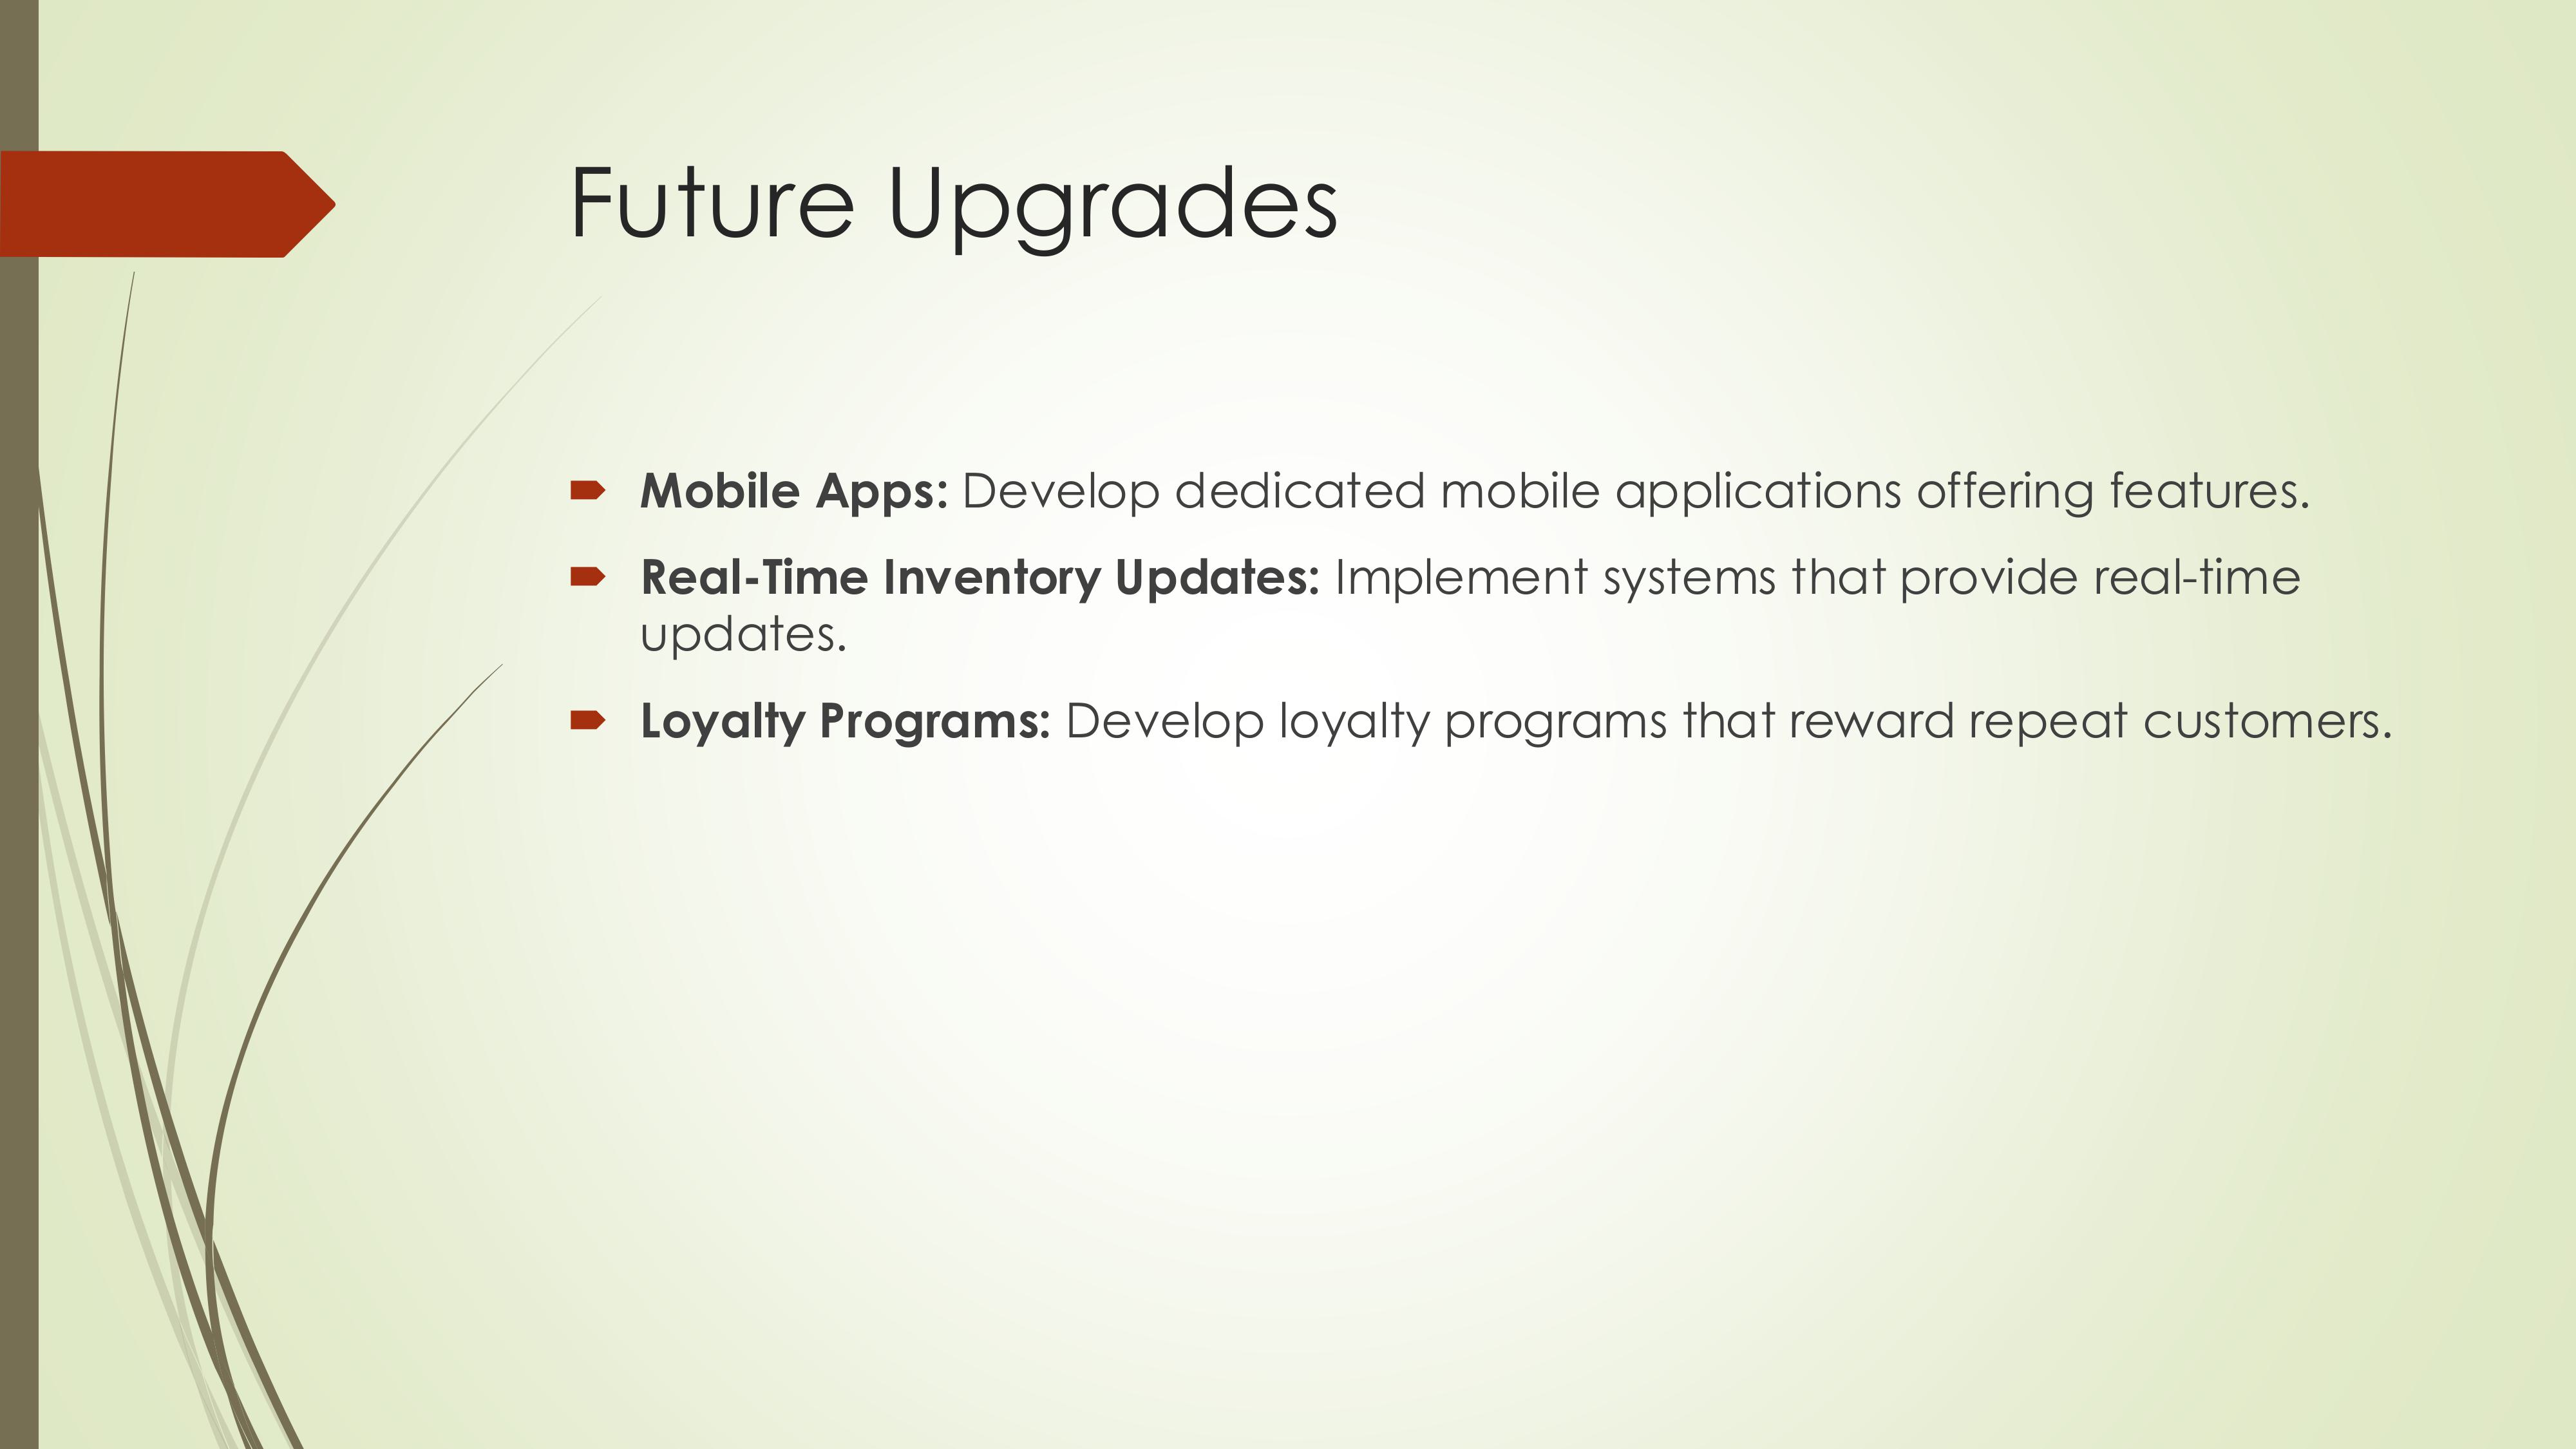 Future Upgrades
Mobile Apps: Develop dedicated mobile applications offering features.
Real-Time Inventory Updates: Implement systems that provide real-time
updates.
Loyalty Programs: Develop loyalty programs that reward repeat customers.